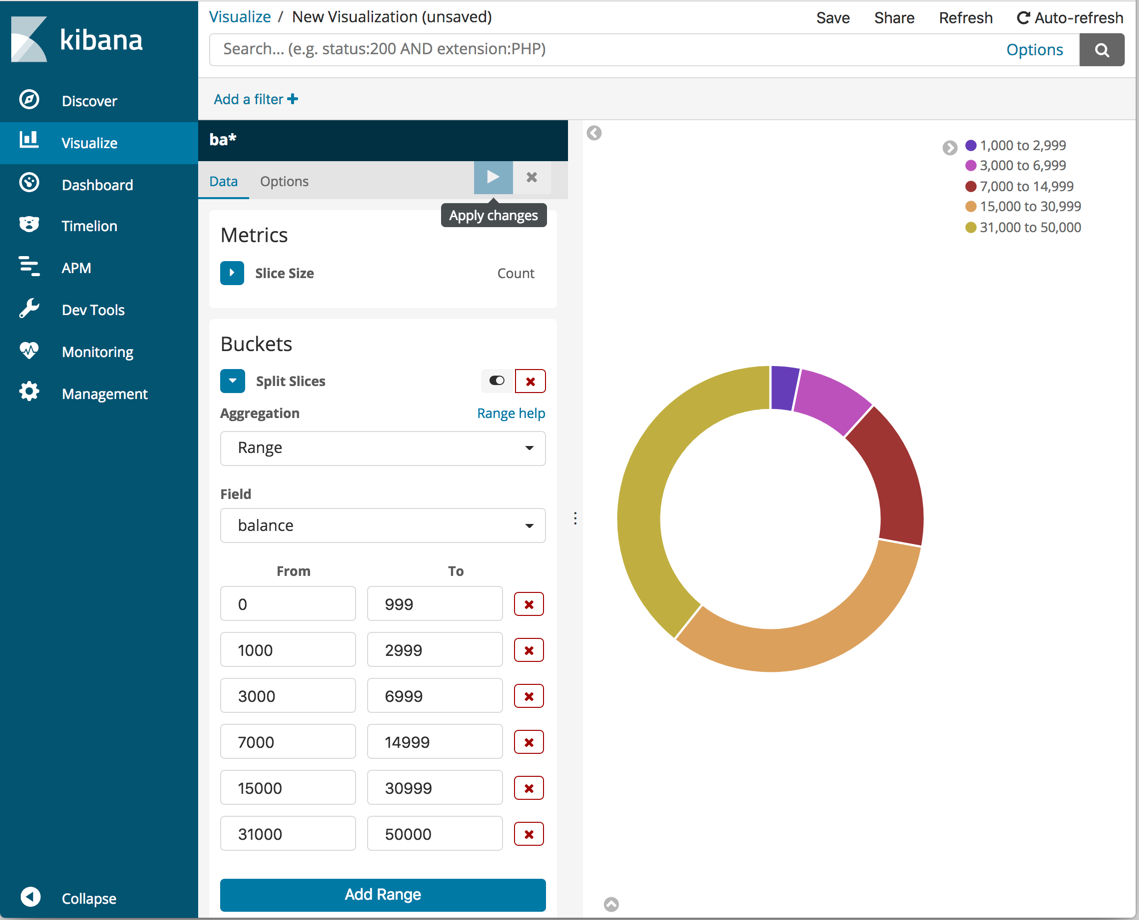 kibana
Discover
Visualize
Dashboard
Timelion
APM
Dev Tools
Monitoring
Management
Collapse
Visualize / New Visualization (unsaved)
Save Share Refresh Auto-refresh
Search... (e.g. status:200 AND extension:PHP) Options
Add a filter
ba*
Data Options
Apply changes
Metrics
Slice Size Count
Buckets
Split Slices
Aggregation Range help
Range
Field
balance
From To
0 999
1000 2999
3000 6999
7000 14999
15000 30999
31000 50000
Add Range
1,000 to 2,999
3,000 to 6,999
7,000 to 14,999
15,000 to 30,999
31,000 to 50,000